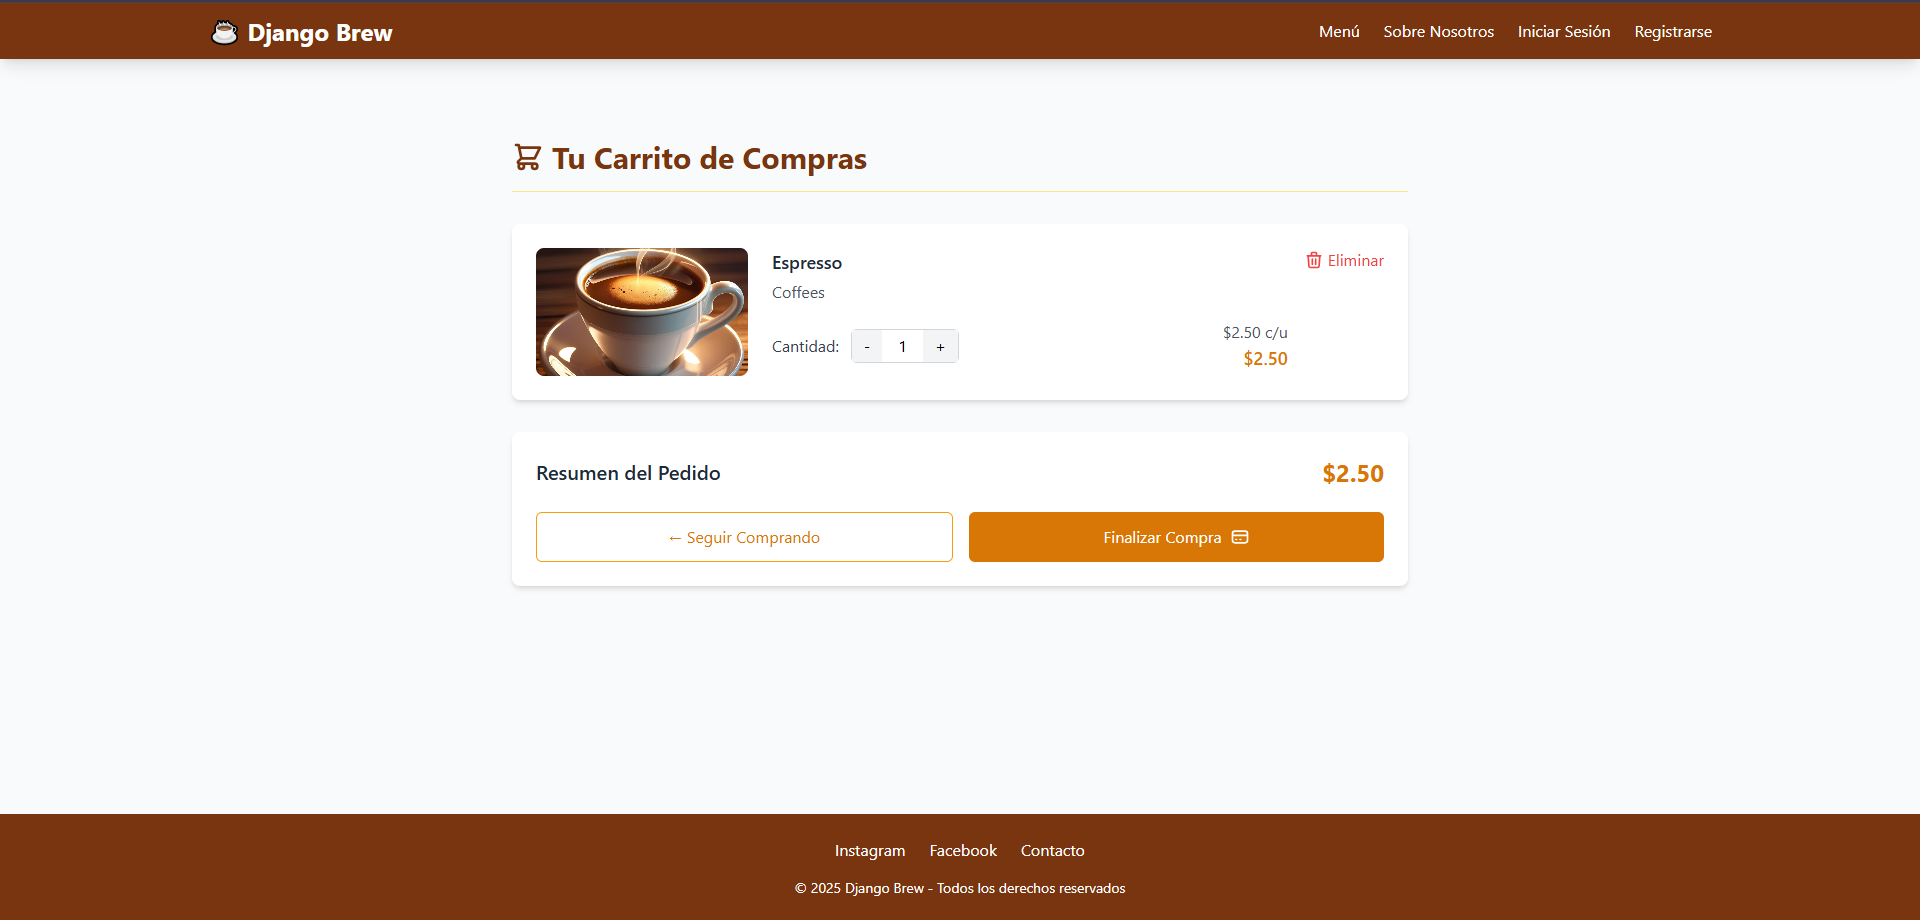 Django Brew
Menú
Sobre Nosotros
Iniciar Sesión
Registrarse
Tu Carrito de Compras
Espresso
Eliminar
Coffees
Cantidad:
-
1
+
$2.50 c/u
$2.50
Resumen del Pedido
$2.50
← Seguir Comprando
Finalizar Compra
Instagram
Facebook
Contacto
© 2025 Django Brew - Todos los derechos reservados